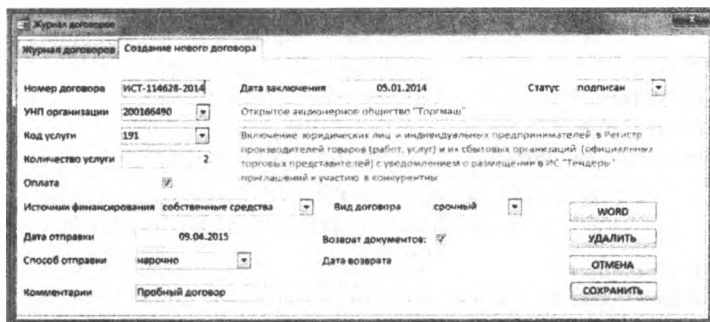 Журнал договоров
Журнал договоров Создание нового договора
Номер договора ИСТ-114628-2014 Дата заключения 05.01.2014 Статус подписан
УНП организации 200166490 Открытое акционерное общество "Торгмаш"
Код услуги 191 Включение юридических лиц и индивидуальных предпринимателей в Регистр
производителей товаров (работ, услуг) и их сбытовых организаций (официальных
Количество услуги 2 торговых представителей) с уведомлением о размещении в ИС "Тендеры"
Оплата приглашений к участию в конкурентны
Источник финансирования собственные средства Вид договора срочный
WORD
Дата отправки 09.04.2015 Возврат документов: УДАЛИТЬ
Способ отправки нарочно Дата возврата ОТМЕНА
Комментарии Пробный договор СОХРАНИТЬ